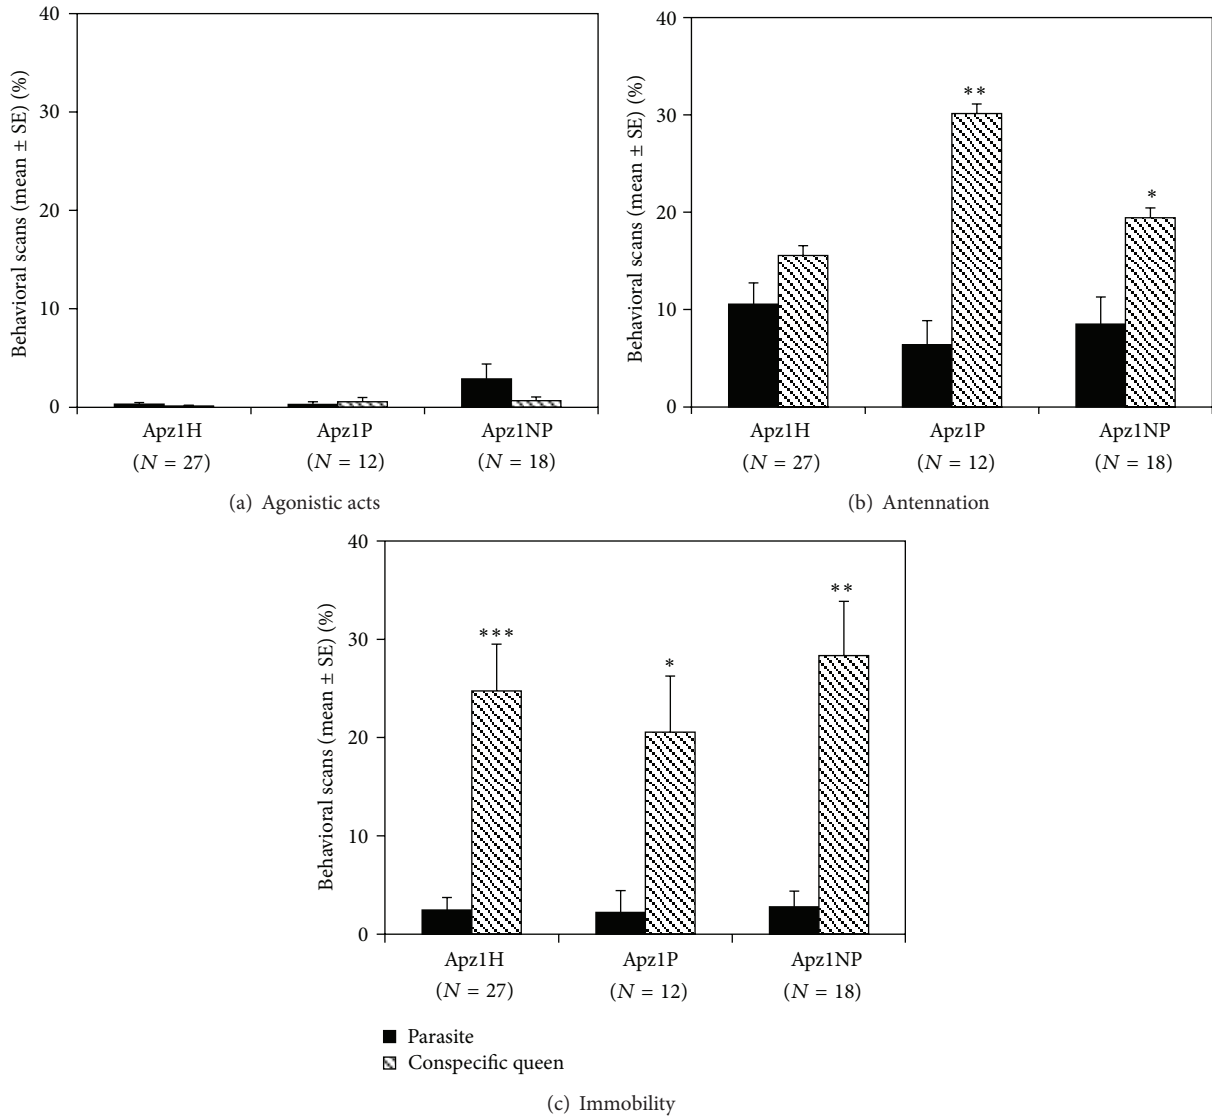 Behavioral scans (mean ± SE) (%)
40
30
20
10
0
Apz1H
Apz1P
Apz1NP
(N = 27)
(N = 12)
(N = 18)
(a) Agonistic acts
Behavioral scans (mean ± SE) (%)
40
30
20
10
0
**
*
Apz1H
Apz1P
Apz1NP
(N = 27)
(N = 12)
(N = 18)
(b) Antennation
Behavioral scans (mean ± SE) (%)
40
30
20
10
0
***
*
**
Apz1H
Apz1P
Apz1NP
(N = 27)
(N = 12)
(N = 18)
Parasite
Conspecific queen
(c) Immobility